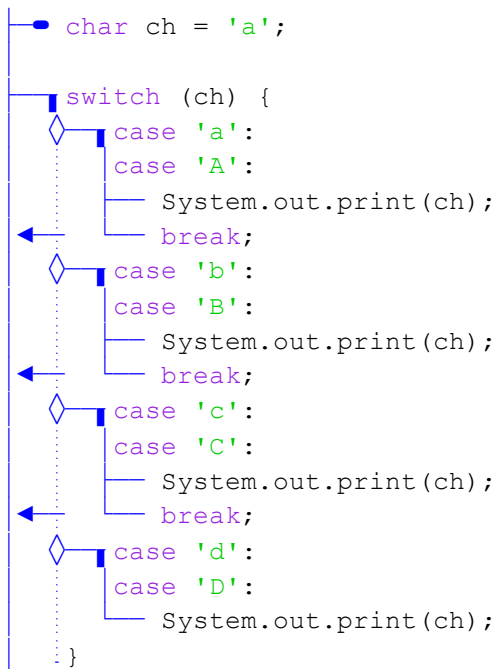 char ch = 'a';
switch (ch) {
case 'a':
case 'A':
System.out.print(ch);
break;
case 'b':
case 'B':
System.out.print(ch);
break;
case 'c':
case 'C':
System.out.print(ch);
break;
case 'd':
case 'D':
System.out.print(ch);
}